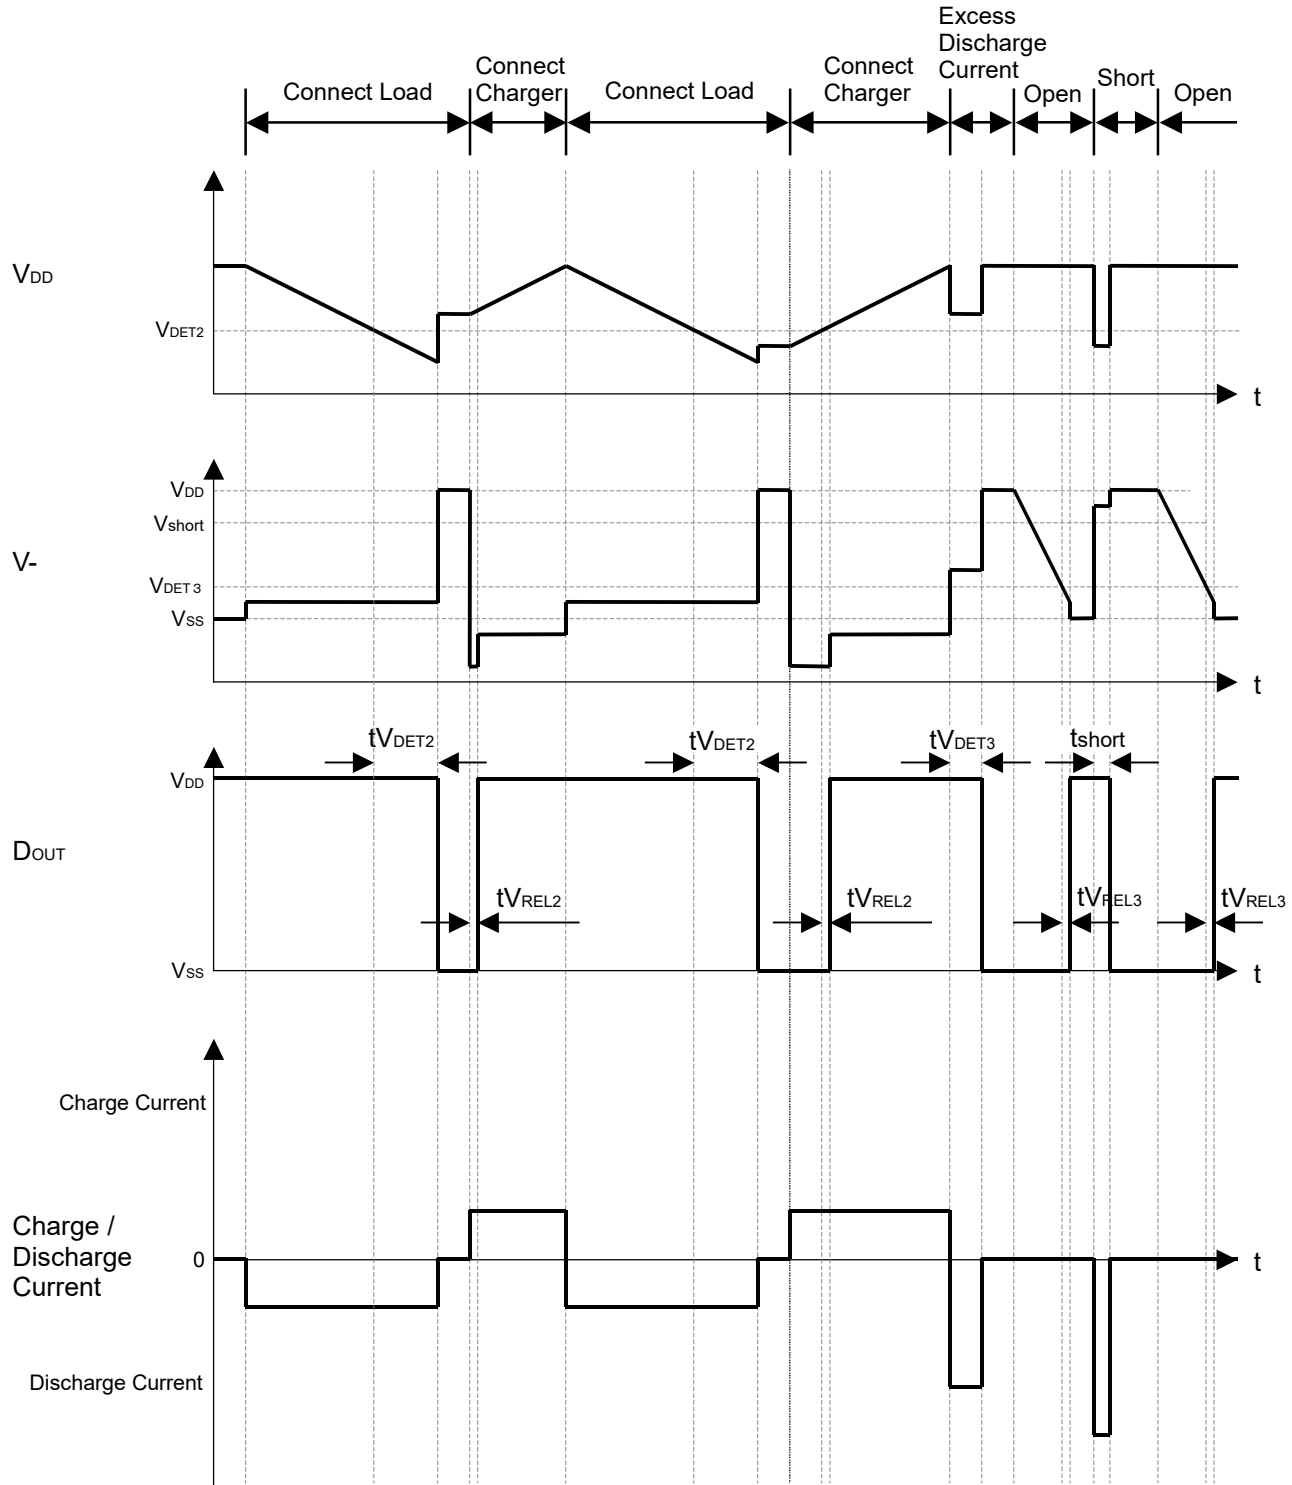 Excess
Discharge
Current
Connect Load
Connect
Charger
Connect Load
Connect
Charger
Open
Short
Open
VDD
VDET2
t
VDD
Vshort
V-
VDET3
VSS
t
tVDET2
tVDET2
tVDET3
tshort
VDD
DOUT
tVREL2
tVREL2
tVREL3
tVREL3
VSS
t
Charge Current
Charge /
Discharge
Current
0
t
Discharge Current